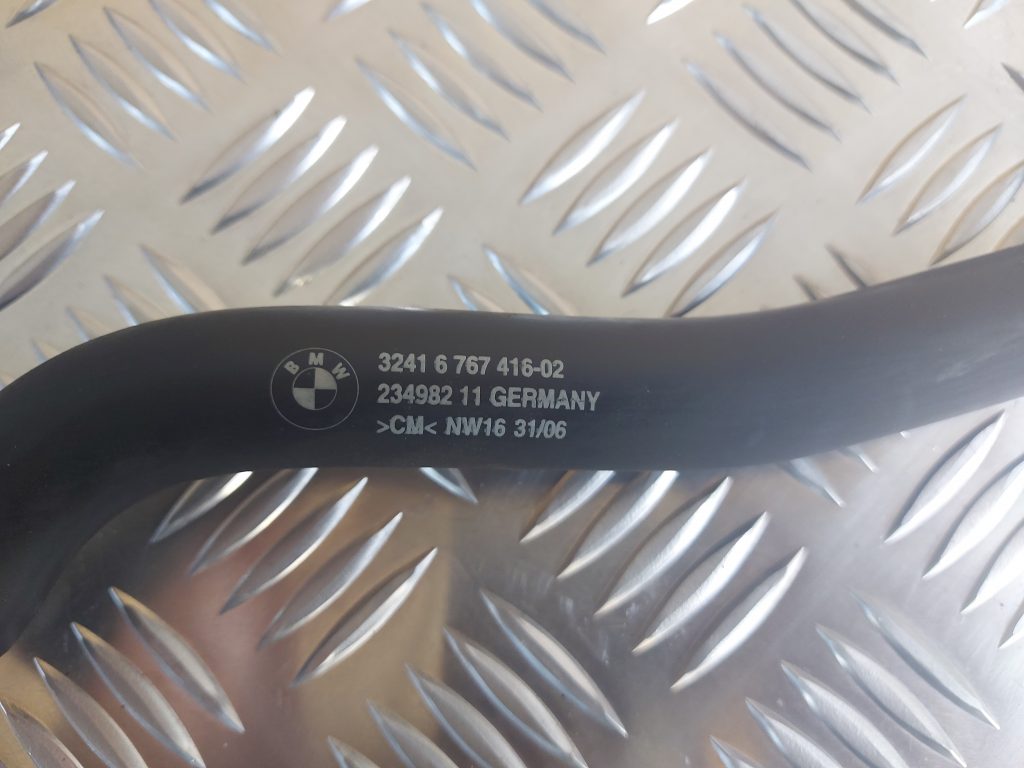 BMW
3241 6 767 416-02
234982 11 GERMANY
>CM< NW16 31/06